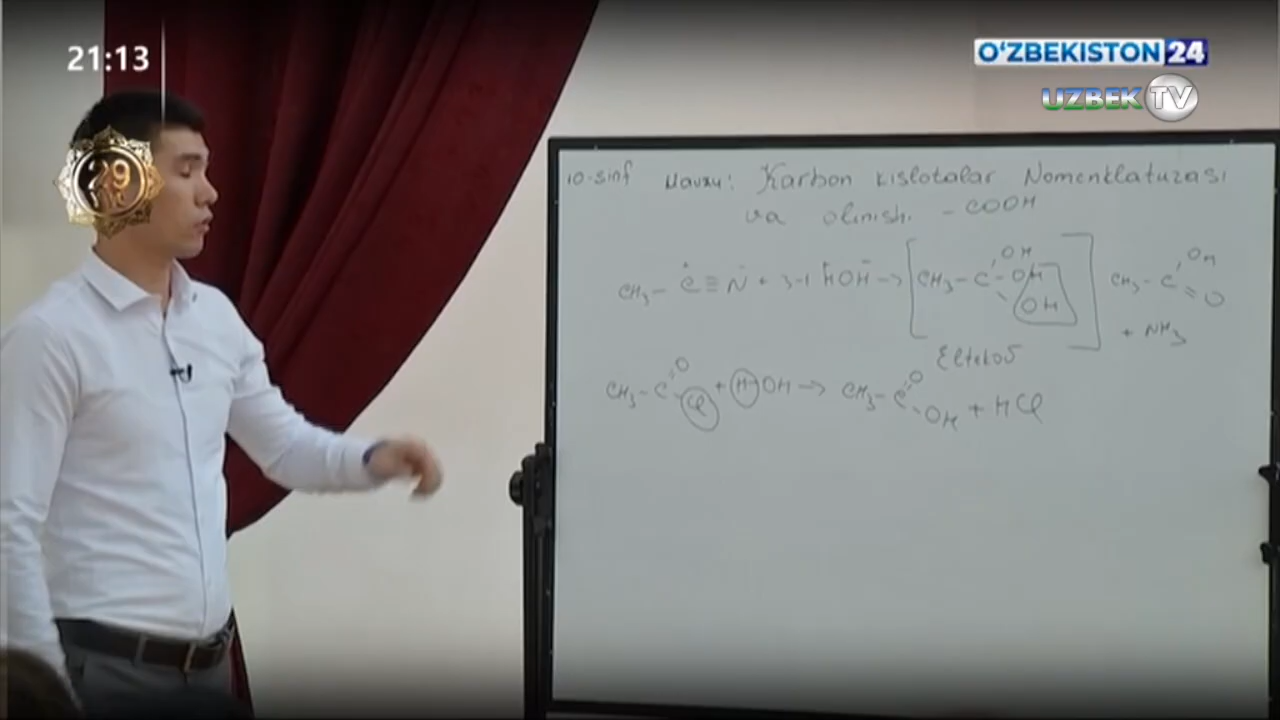 21:13
O‘ZBEKISTON 24
UZBEK TV
29
10-sinf Mavzu: Karbon kislotalar Nomenklaturasi
va olinishi -COOH
CH3 - C ≡ N + 3-1 HOH → [CH3 - C - OH OH OH] CH3 - C = O OH
+ NH3
CH3 - C = O Cl + H-OH → CH3 - C = O OH + HCl